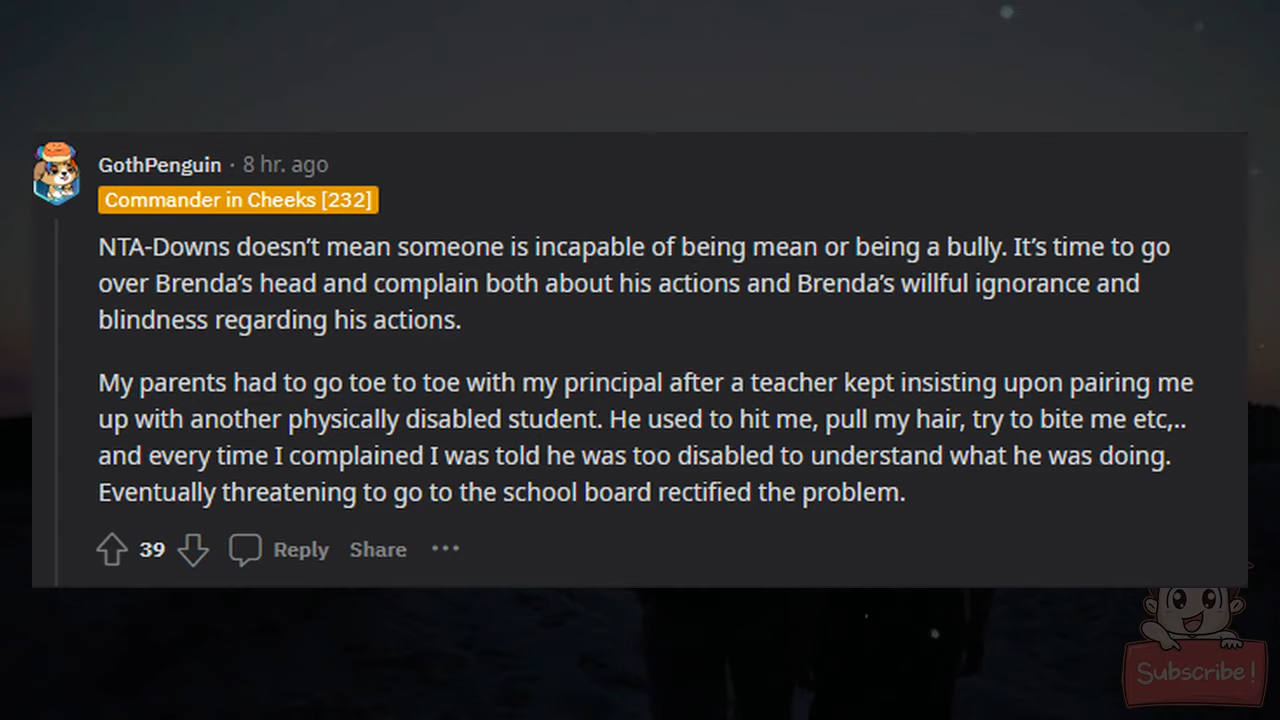 GothPenguin · 8 hr. ago
Commander in Cheeks [232]
NTA-Downs doesn’t mean someone is incapable of being mean or being a bully. It’s time to go
over Brenda’s head and complain both about his actions and Brenda’s willful ignorance and
blindness regarding his actions.
My parents had to go toe to toe with my principal after a teacher kept insisting upon pairing me
up with another physically disabled student. He used to hit me, pull my hair, try to bite me etc,..
and every time I complained I was told he was too disabled to understand what he was doing.
Eventually threatening to go to the school board rectified the problem.
39 Reply Share ···
Subscribe!